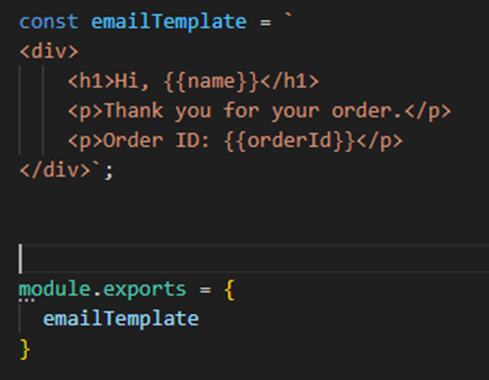 const emailTemplate = `
<div>
    <h1>Hi, {{name}}</h1>
    <p>Thank you for your order.</p>
    <p>Order ID: {{orderId}}</p>
</div>`;
module.exports = {
  emailTemplate
}